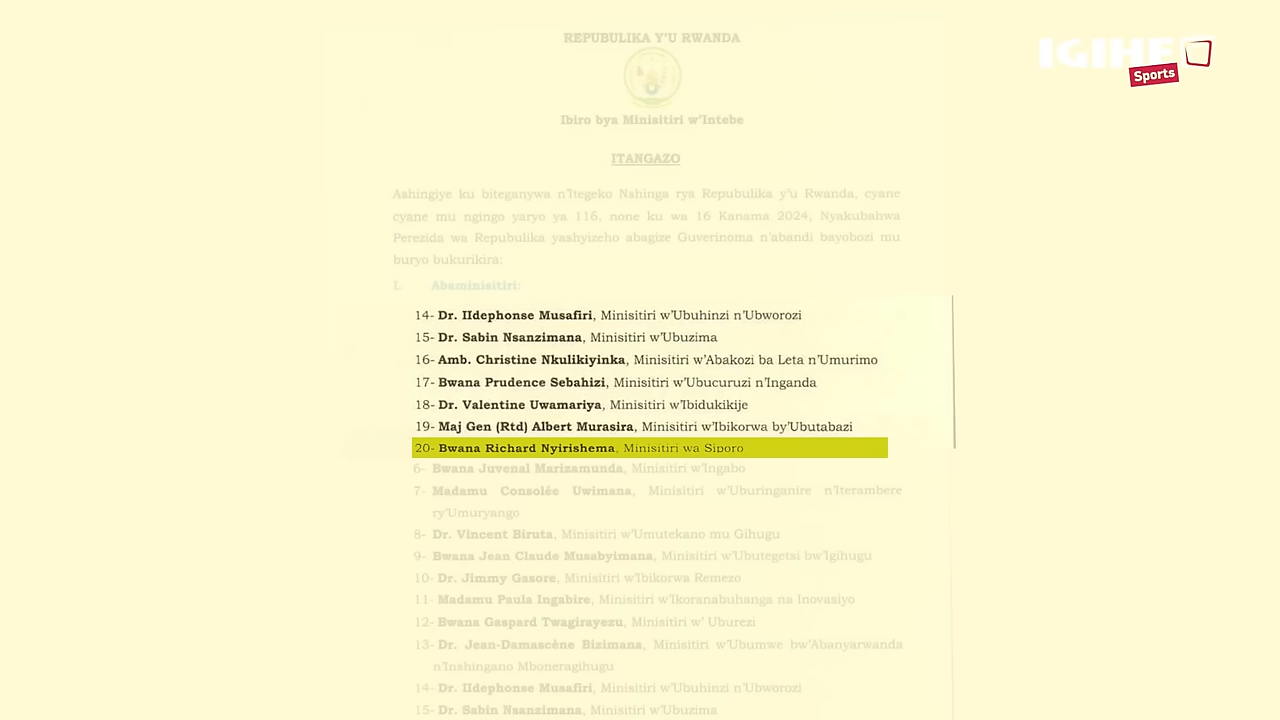 REPUBULIKA Y'U RWANDA
IGIHE
Sports
Ibiro bya Minisitiri w'Intebe
ITANGAZO
Ashingiye ku biteganywa n'Itegeko Nshinga rya Repubulika y'u Rwanda, cyane
cyane mu ngingo yaryo ya 116, none ku wa 16 Kanama 2024, Nyakubahwa
Perezida wa Repubulika yashyizeho abagize Guverinoma n'abandi bayobozi mu
buryo bukurikira:
I. Abaminisitiri:
14- Dr. IIdephonse Musafiri, Minisitiri w'Ubuhinzi n'Ubworozi
15- Dr. Sabin Nsanzimana, Minisitiri w'Ubuzima
16- Amb. Christine Nkulikiyinka, Minisitiri w'Abakozi ba Leta n'Umurimo
17- Bwana Prudence Sebahizi, Minisitiri w'Ubucuruzi n'Inganda
18- Dr. Valentine Uwamariya, Minisitiri w'Ibidukikije
19- Maj Gen (Rtd) Albert Murasira, Minisitiri w'Ibikorwa by'Ubutabazi
20- Bwana Richard Nyirishema, Minisitiri wa Siporo
6- Bwana Juvenal Marizamunda, Minisitiri w'Ingabo
7- Madamu Consolée Uwimana, Minisitiri w'Uburinganire n'Iterambere
ry'Umuryango
8- Dr. Vincent Biruta, Minisitiri w'Umutekano mu Gihugu
9- Bwana Jean Claude Musabyimana, Minisitiri w'Ubutegetsi bw'Igihugu
10- Dr. Jimmy Gasore, Minisitiri w'Ibikorwa Remezo
11- Madamu Paula Ingabire, Minisitiri w'Ikoranabuhanga na Inovasiyo
12- Bwana Gaspard Twagirayezu, Minisitiri w' Uburezi
13- Dr. Jean-Damascène Bizimana, Minisitiri w'Ubumwe bw'Abanyarwanda
n'Inshingano Mboneragihugu
14- Dr. IIdephonse Musafiri, Minisitiri w'Ubuhinzi n'Ubworozi
15- Dr. Sabin Nsanzimana, Minisitiri w'Ubuzima